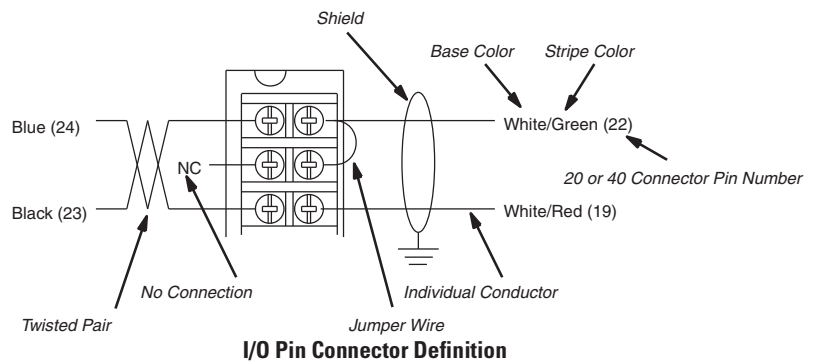 Shield
Base Color
Stripe Color
Blue (24)
White/Green (22)
NC
20 or 40 Connector Pin Number
Black (23)
White/Red (19)
No Connection
Individual Conductor
Twisted Pair
Jumper Wire
I/O Pin Connector Definition